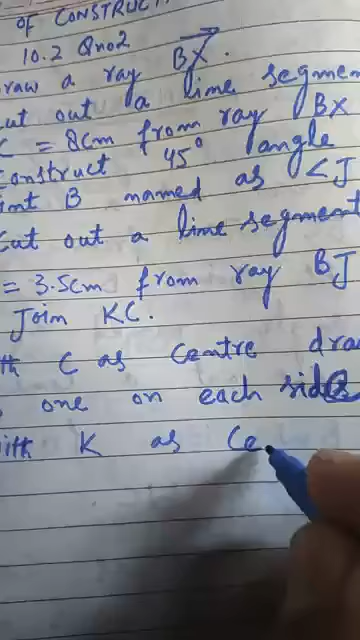 OF CONSTRUCT
10.2 Qno2
raw a ray BX.
ut out a line segmen
C = 8cm from ray BX
Construct 45° angle
int B named as <J
Cut out a line segment
= 3.5cm from ray BJ
Join KC.
th C as centre dra
one on each side
ith K as Ce